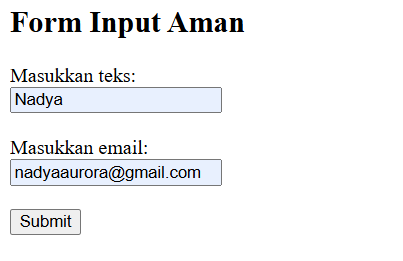 Form Input Aman
Masukkan teks:
Nadya
Masukkan email:
nadyaaurora@gmail.com
Submit